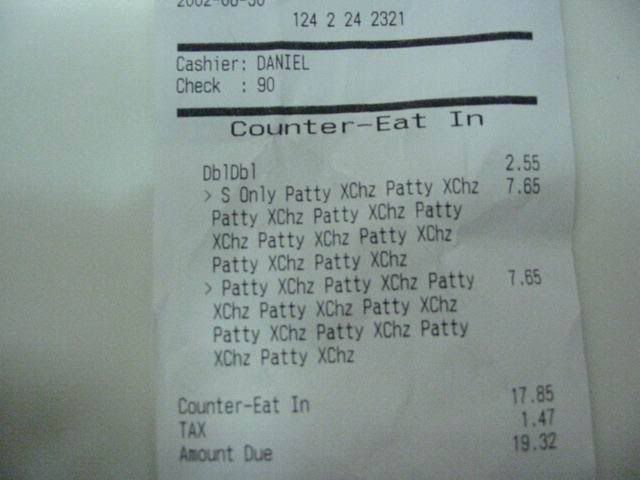 124 2 24 2321
Cashier: DANIEL
Check : 90
Counter-Eat In
DblDbl 2.55
> S Only Patty XChz Patty XChz 7.65
Patty XChz Patty XChz Patty
XChz Patty XChz Patty XChz
Patty XChz Patty XChz
> Patty XChz Patty XChz Patty 7.65
XChz Patty XChz Patty XChz
Patty XChz Patty XChz Patty
XChz Patty XChz
Counter-Eat In 17.85
TAX 1.47
Amount Due 19.32